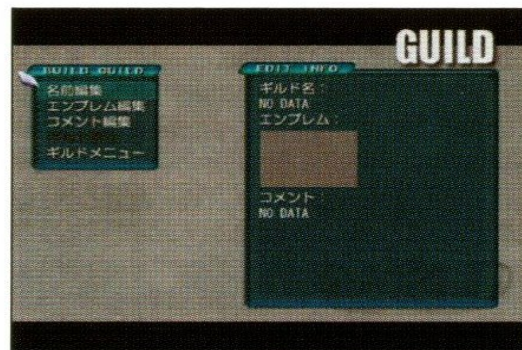 GUILD
BUILD GUILD
名前編集
エンブレム編集
コメント編集
ギルドメニュー
EDIT INFO
ギルド名：
NO DATA
エンブレム：
コメント：
NO DATA